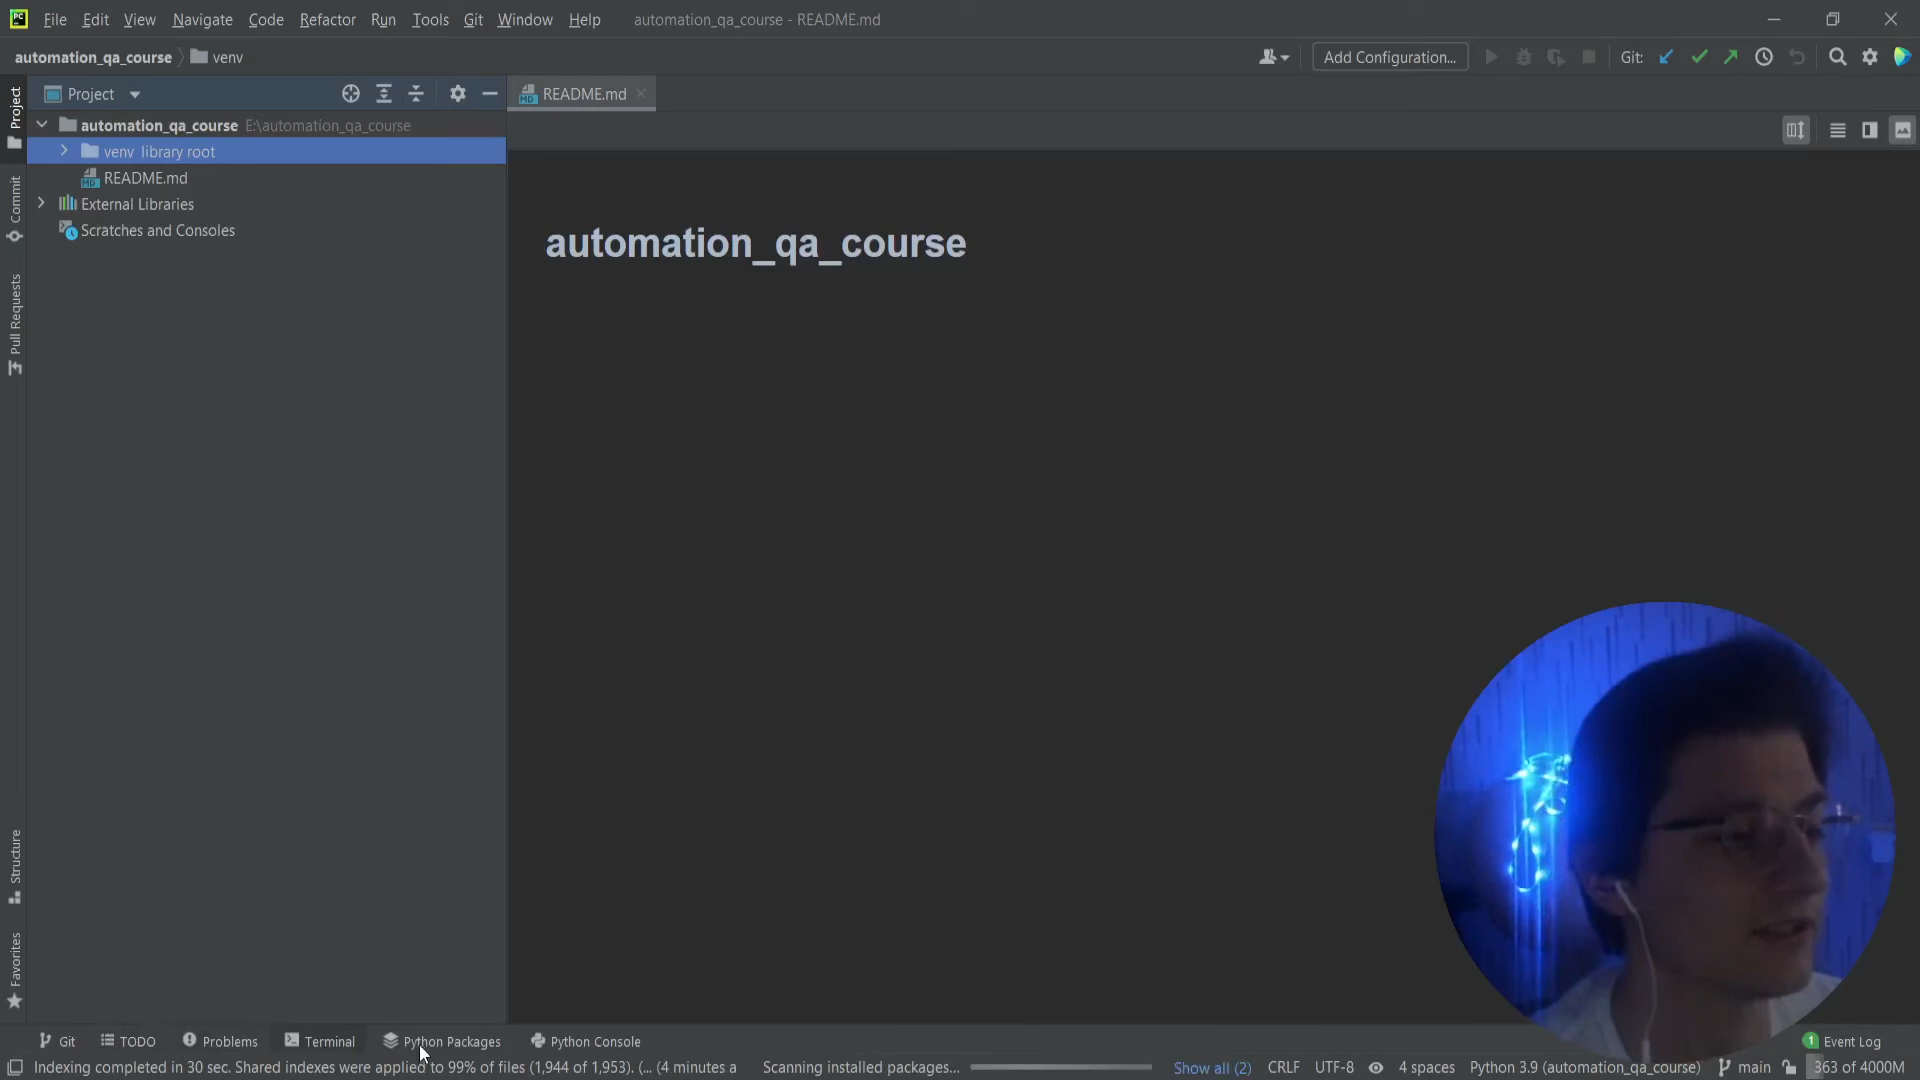 PC File Edit View Navigate Code Refactor Run Tools Git Window Help automation_qa_course - README.md
automation_qa_course venv Add Configuration... Git:
Project README.md
automation_qa_course E:\automation_qa_course
venv library root
README.md
External Libraries
Scratches and Consoles
automation_qa_course
Project
Commit
Pull Requests
Structure
Favorites
Git TODO Problems Terminal Python Packages Python Console 1 Event Log
Indexing completed in 30 sec. Shared indexes were applied to 99% of files (1,944 of 1,953). (... (4 minutes a Scanning installed packages... Show all (2) CRLF UTF-8 4 spaces Python 3.9 (automation_qa_course) main 363 of 4000M